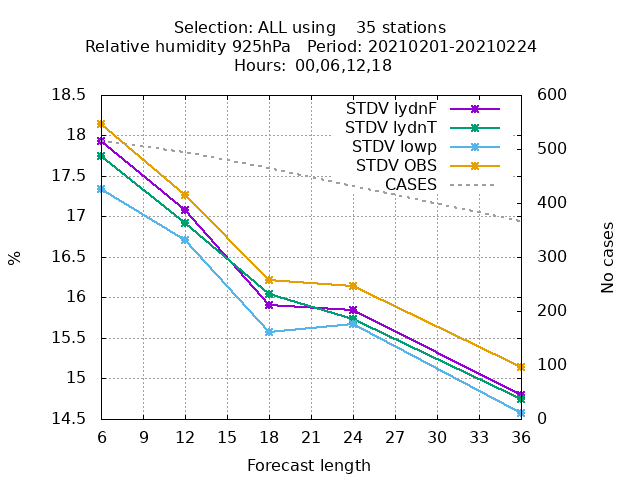 Selection: ALL using    35 stations
Relative humidity 925hPa   Period: 20210201-20210224
Hours: 00,06,12,18
18.5
18
17.5
17
16.5
16
15.5
15
14.5
%
600
500
400
300
200
100
0
No cases
STDV lydnF
STDV lydnT
STDV lowp
STDV OBS
CASES
6 9 12 15 18 21 24 27 30 33 36
Forecast length